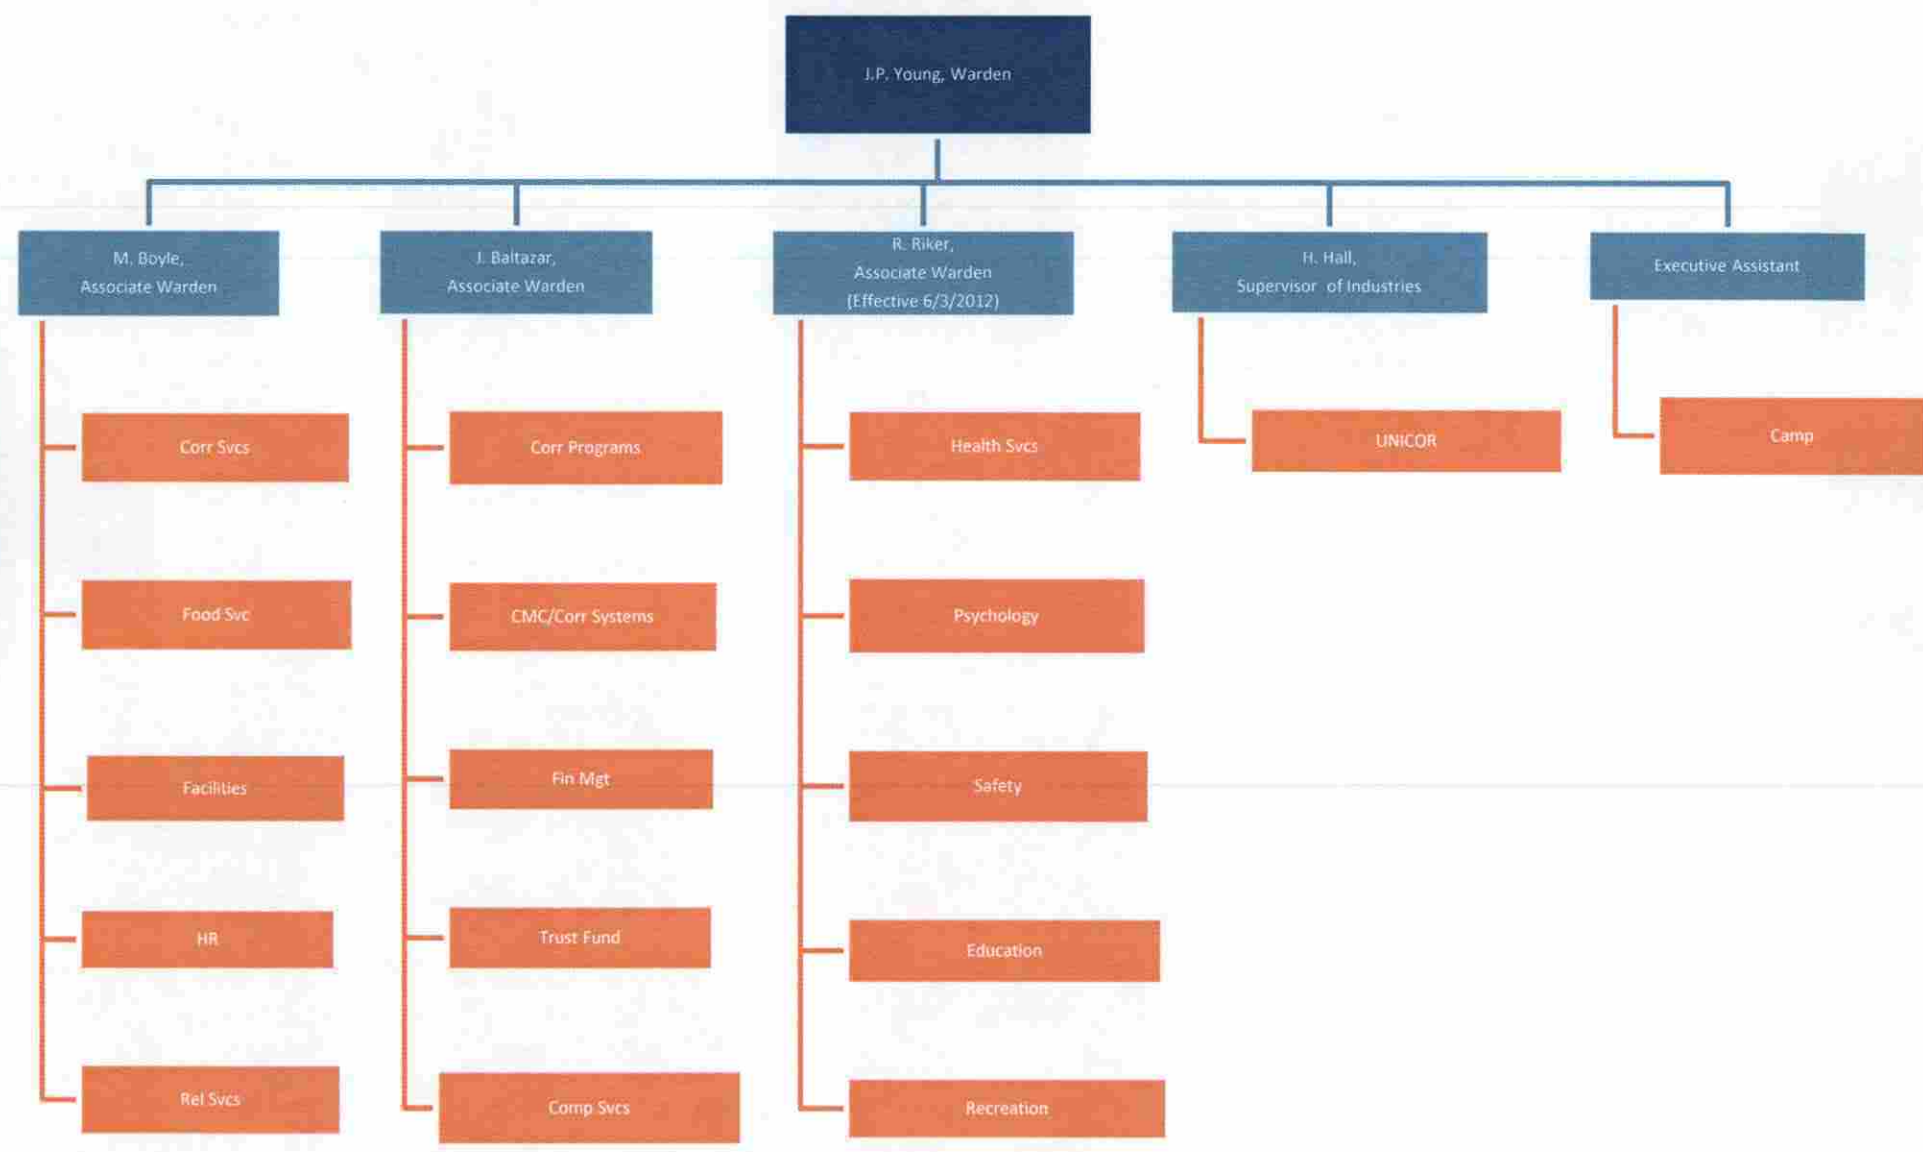 J.P. Young, Warden
M. Boyle,
Associate Warden
J. Baltazar,
Associate Warden
R. Riker,
Associate Warden
(Effective 6/3/2012)
H. Hall,
Supervisor of Industries
Executive Assistant
Corr Svcs
Corr Programs
Health Svcs
UNICOR
Camp
Food Svc
CMC/Corr Systems
Psychology
Facilities
Fin Mgt
Safety
HR
Trust Fund
Education
Rel Svcs
Comp Svcs
Recreation